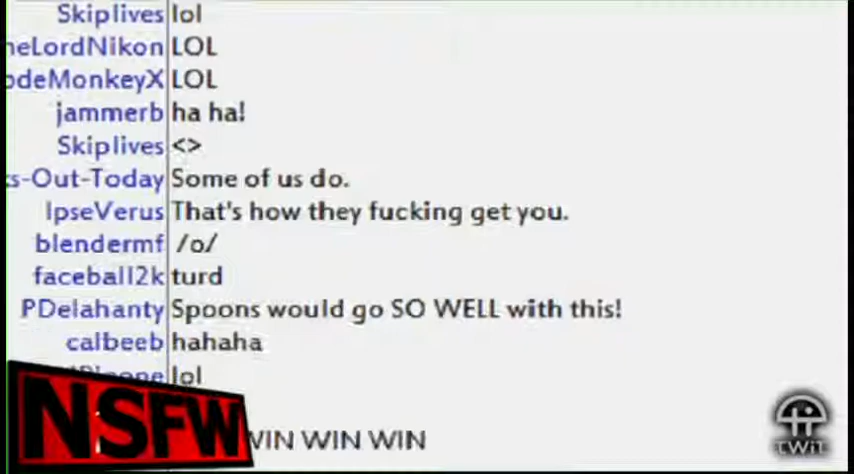 Skiplives lol
neLordNikon LOL
odeMonkeyX LOL
jammerb ha ha!
Skiplives <>
s-Out-Today Some of us do.
IpseVerus That's how they fucking get you.
blendermf /o/
faceball2k turd
PDelahanty Spoons would go SO WELL with this!
calbeeb hahaha
lol
NSFW WIN WIN WIN
TWiT